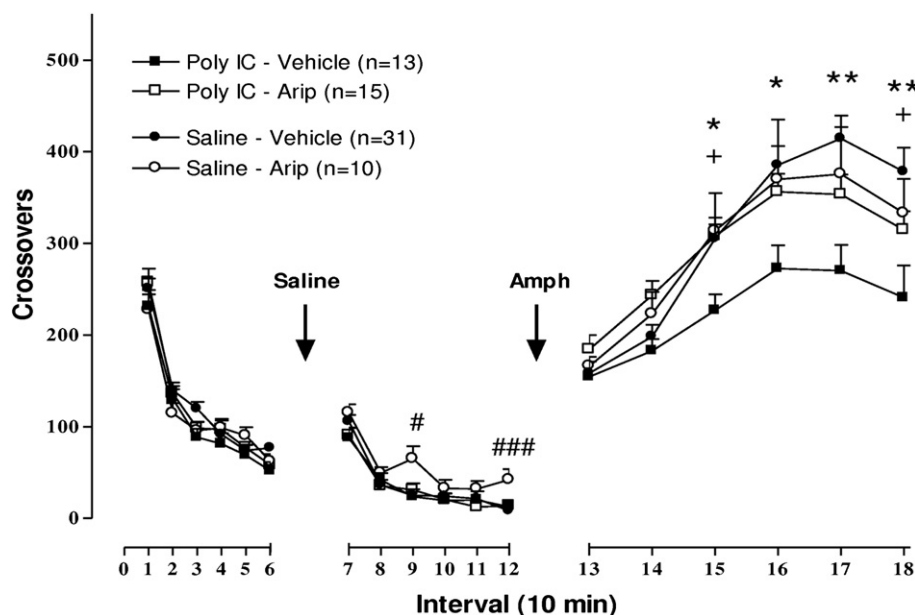 500
400
300
200
100
0
Crossovers
Poly IC - Vehicle (n=13)
Poly IC - Arip (n=15)
Saline - Vehicle (n=31)
Saline - Arip (n=10)
Saline
Amph
#
###
*
+
*
**
**
+
0 1 2 3 4 5 6 7 8 9 10 11 12 13 14 15 16 17 18
Interval (10 min)